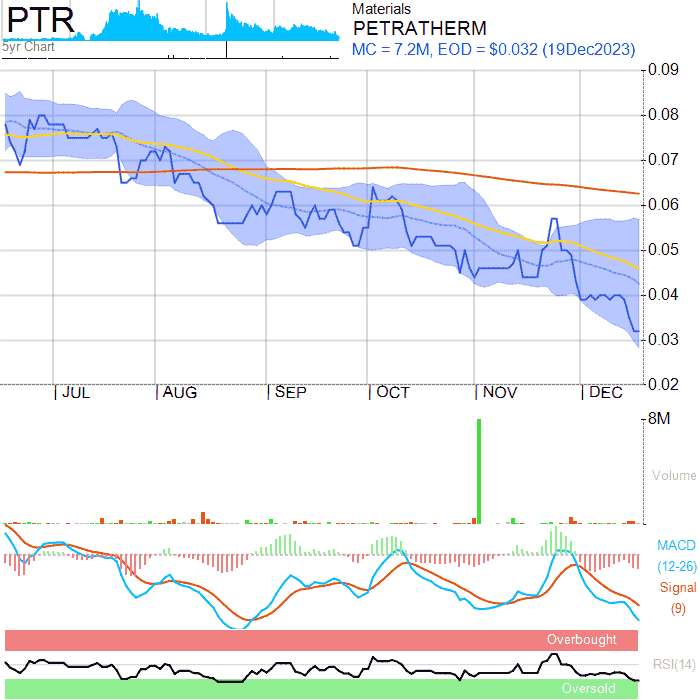 PTR
5yr Chart
Materials
PETRATHERM
MC = 7.2M, EOD = $0.032 (19Dec2023)
0.09
0.08
0.07
0.06
0.05
0.04
0.03
0.02
JUL AUG SEP OCT NOV DEC
8M
Volume
MACD
(12-26)
Signal
(9)
Overbought
RSI(14)
Oversold